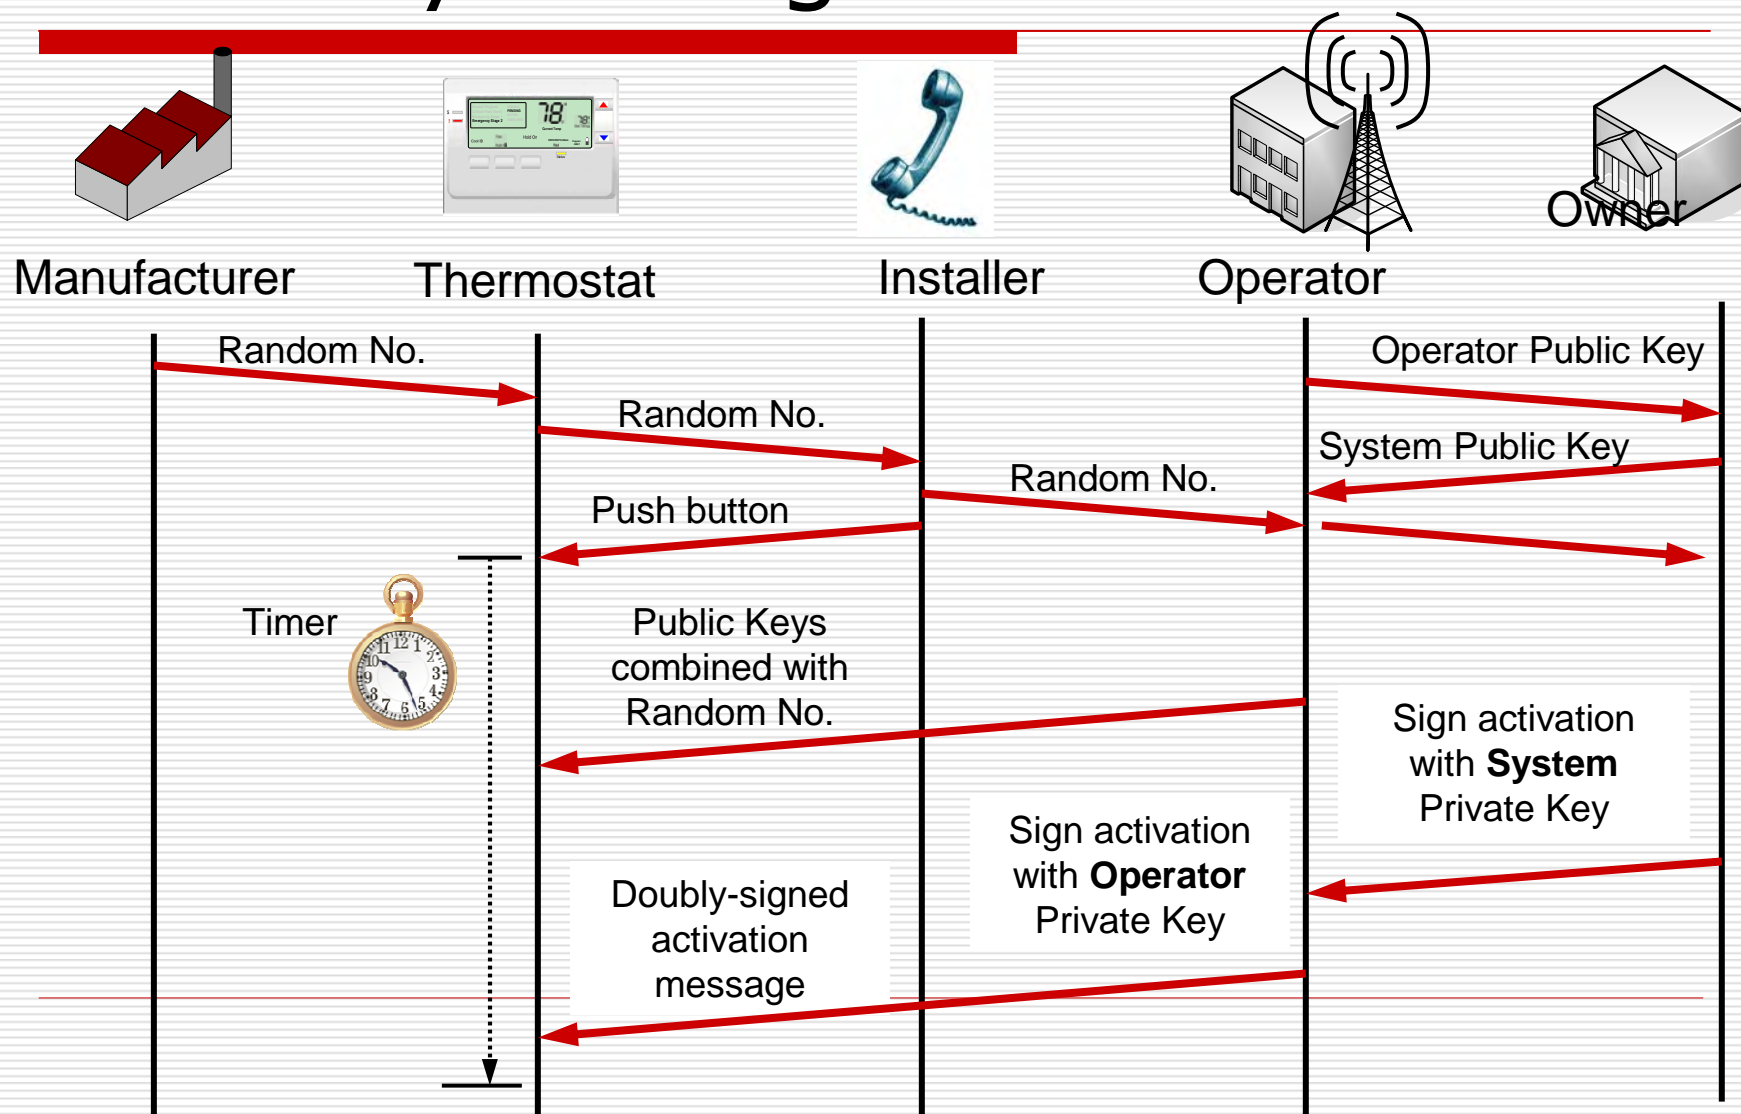 78
Owner
Manufacturer
Thermostat
Installer
Operator
Random No.
Operator Public Key
Random No.
System Public Key
Random No.
Push button
Timer
Public Keys
combined with
Random No.
Sign activation
with System
Private Key
Sign activation
with Operator
Private Key
Doubly-signed
activation
message